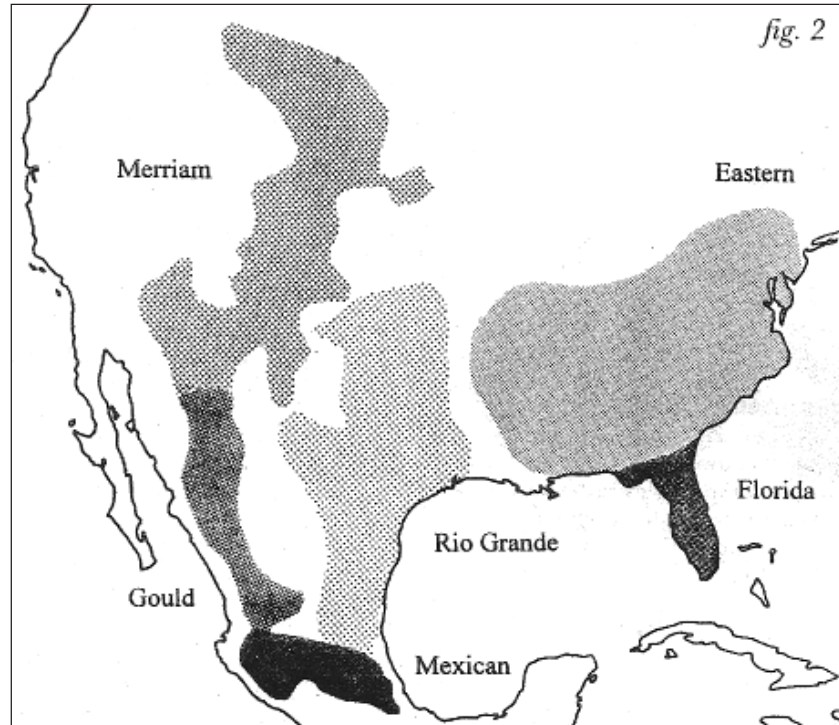 fig. 2
Merriam
Eastern
Florida
Rio Grande
Gould
Mexican